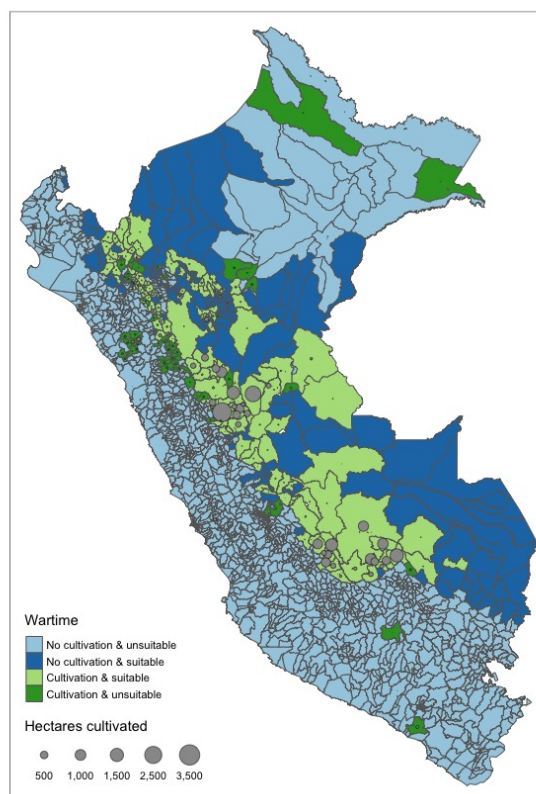 Wartime
No cultivation & unsuitable
No cultivation & suitable
Cultivation & suitable
Cultivation & unsuitable
Hectares cultivated
500 1,000 1,500 2,500 3,500